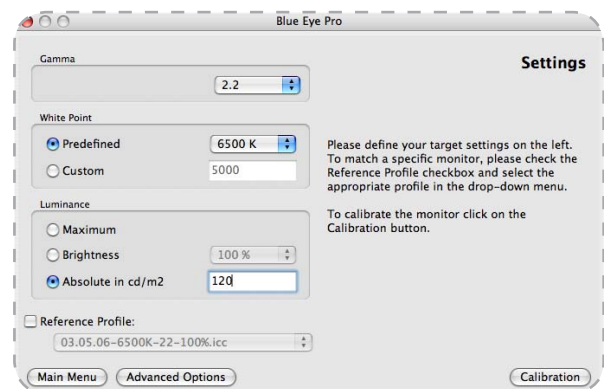 Blue Eye Pro
Settings
Gamma
2.2
White Point
Predefined
6500 K
Custom
5000
Luminance
Maximum
Brightness
100 %
Absolute in cd/m2
120
Reference Profile:
03.05.06-6500K-22-100%.icc
Please define your target settings on the left.
To match a specific monitor, please check the
Reference Profile checkbox and select the
appropriate profile in the drop-down menu.
To calibrate the monitor click on the
Calibration button.
Main Menu
Advanced Options
Calibration